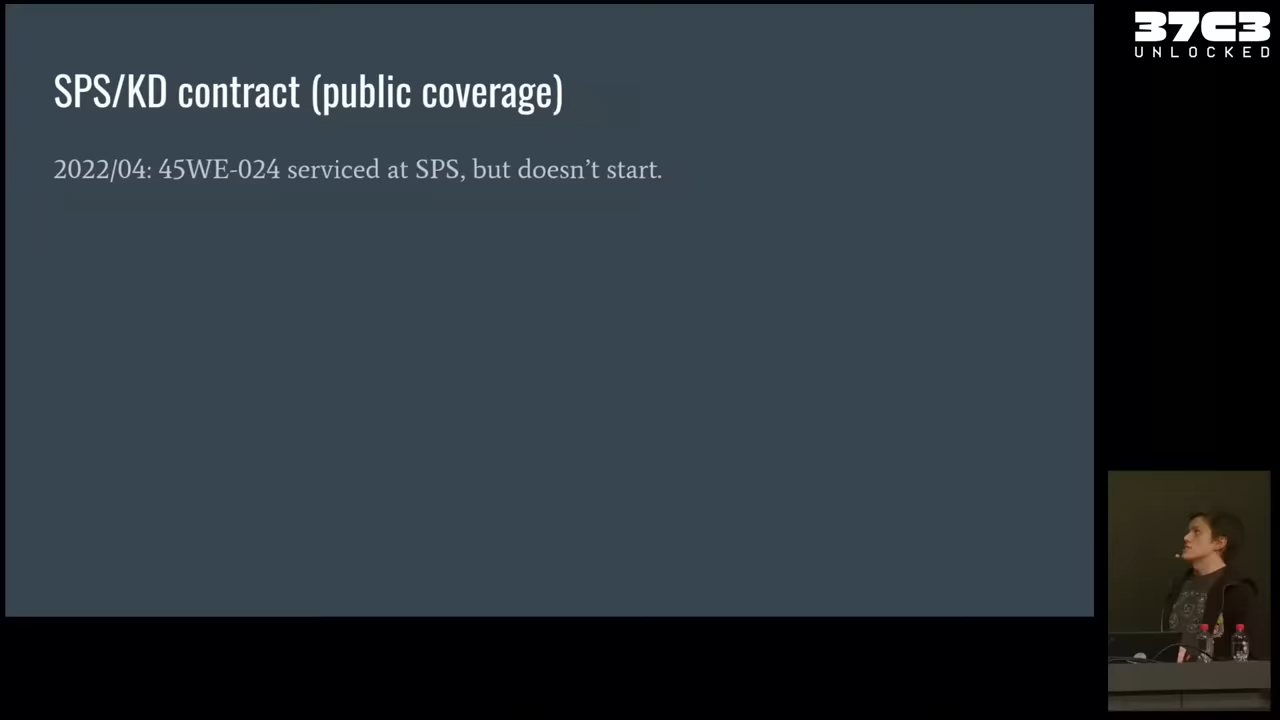 SPS/KD contract (public coverage)
2022/04: 45WE-024 serviced at SPS, but doesn’t start.
37C3
UNLOCKED